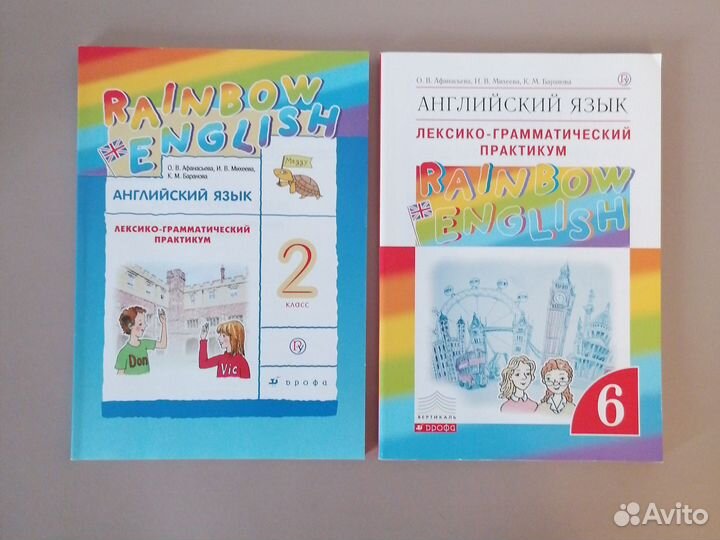 RAINBOW
ENGLISH
О. В. Афанасьева, И. В. Михеева,
К. М. Баранова
Maggy
АНГЛИЙСКИЙ ЯЗЫК
ЛЕКСИКО-ГРАММАТИЧЕСКИЙ
ПРАКТИКУМ
2
КЛАСС
Don
Vic
ДРОФА
О. В. Афанасьева, И. В. Михеева, К. М. Баранова
АНГЛИЙСКИЙ ЯЗЫК
ЛЕКСИКО-ГРАММАТИЧЕСКИЙ
ПРАКТИКУМ
RAINBOW
ENGLISH
ВЕРТИКАЛЬ
ДРОФА
6
Avito